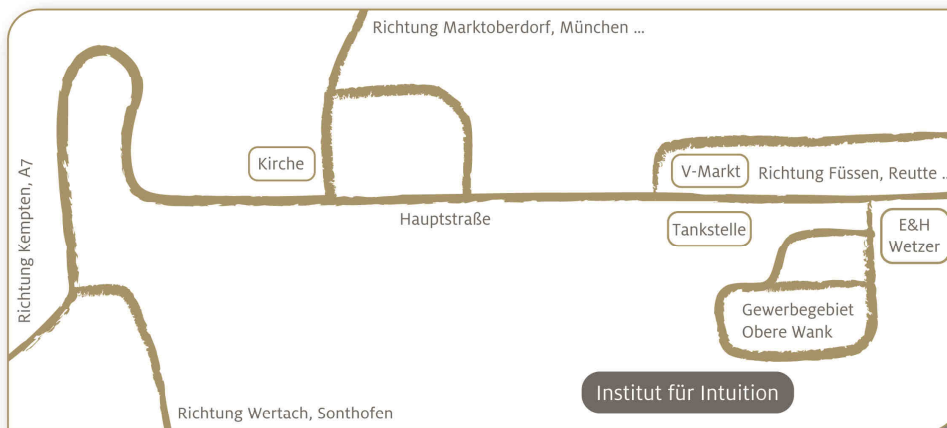 Richtung Marktoberdorf, München ...
Kirche
V-Markt
Richtung Füssen, Reutte ..
Richtung Kempten, A7
Hauptstraße
Tankstelle
E&H
Wetzer
Gewerbegebiet
Obere Wank
Institut für Intuition
Richtung Wertach, Sonthofen